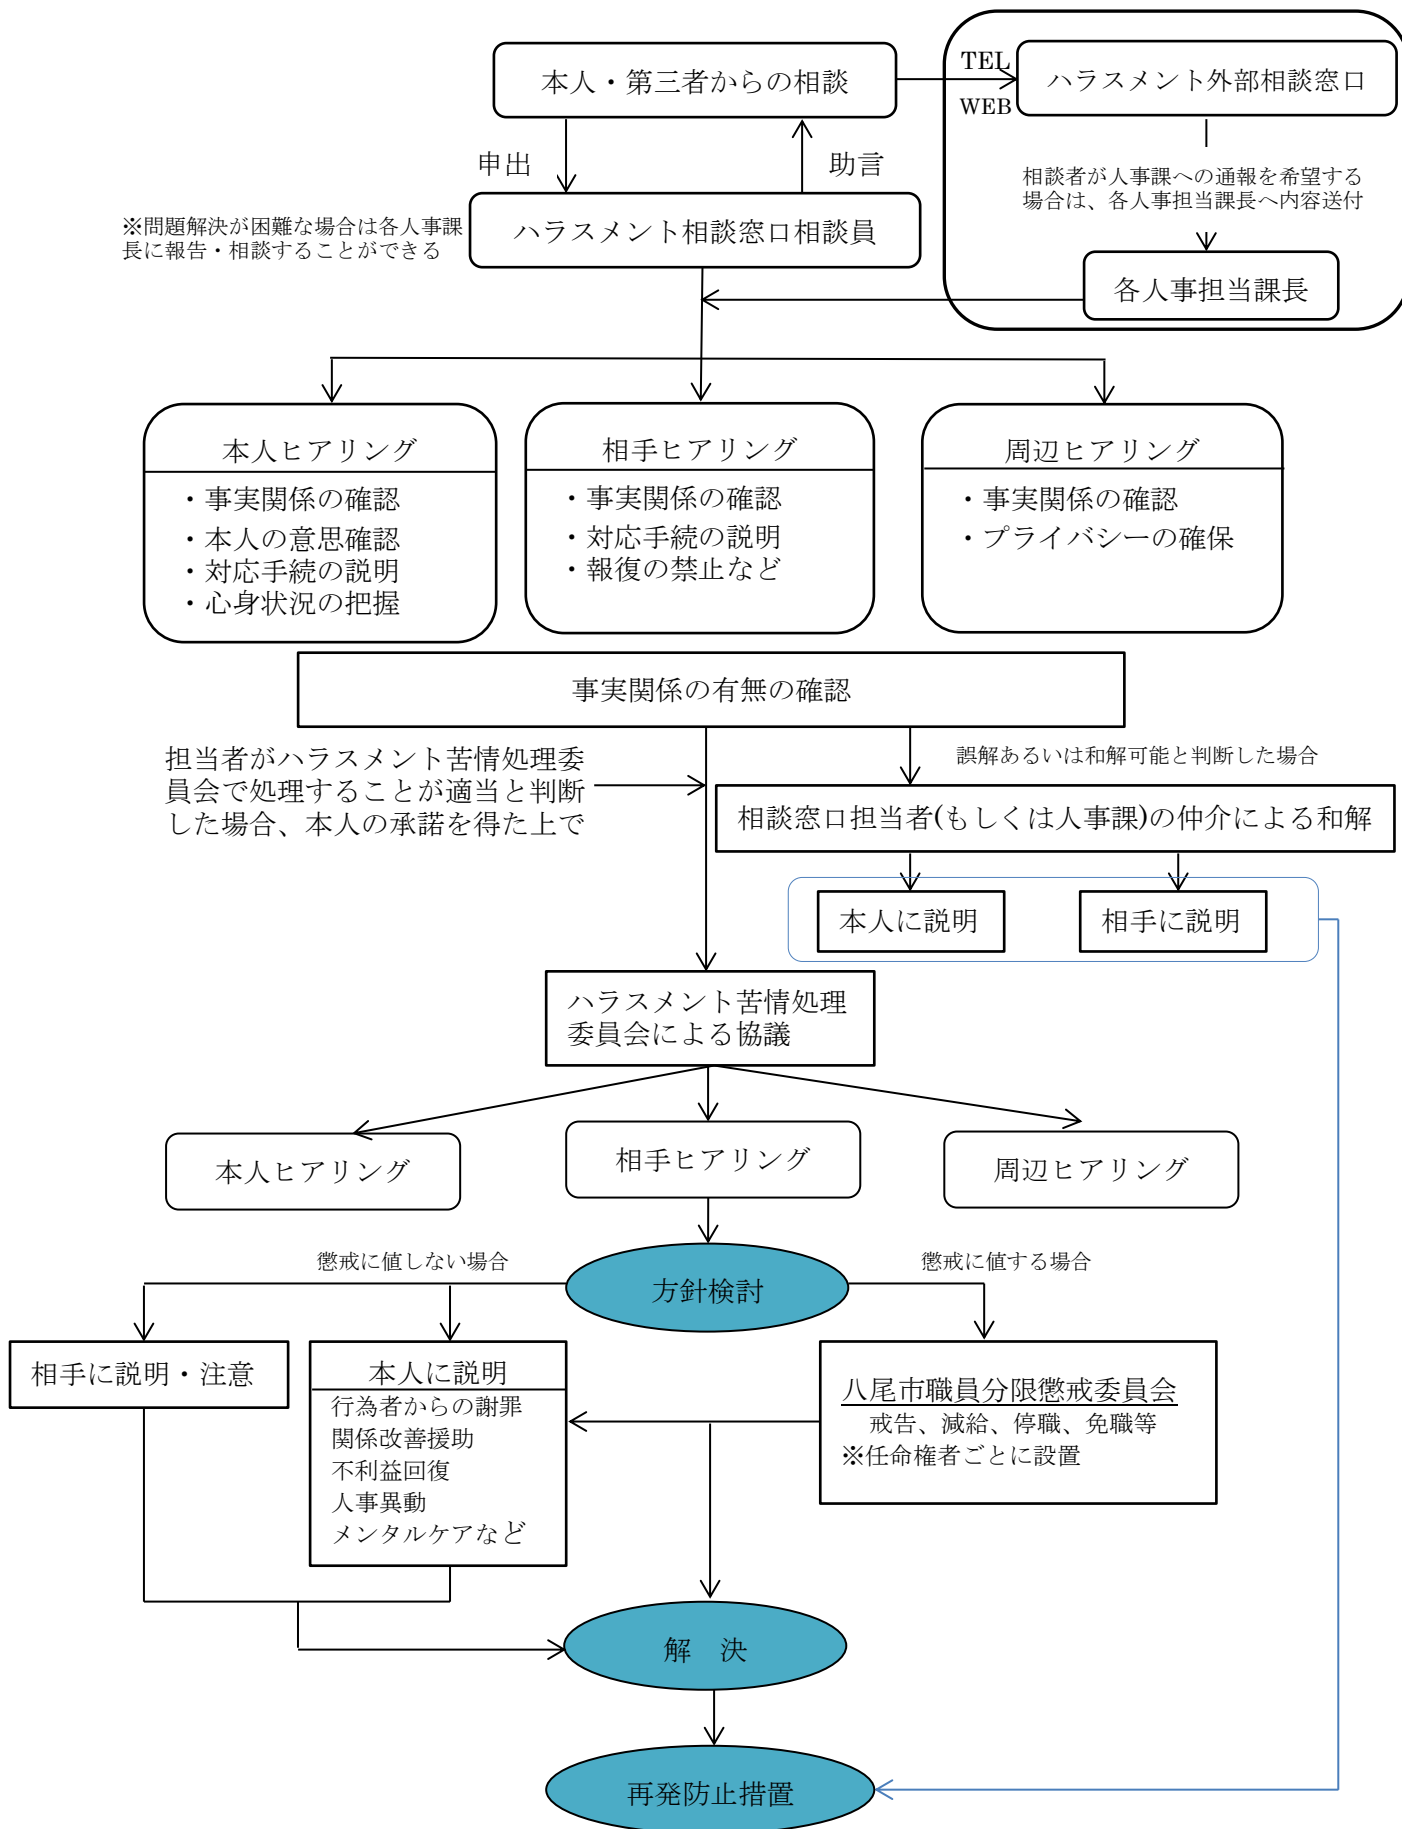 本人・第三者からの相談
TEL
WEB
ハラスメント外部相談窓口
申出
助言
相談者が人事課への通報を希望する
場合は、各人事担当課長へ内容送付
※問題解決が困難な場合は各人事課
長に報告・相談することができる
ハラスメント相談窓口相談員
各人事担当課長
本人ヒアリング
・事実関係の確認
・本人の意思確認
・対応手続の説明
・心身状況の把握
相手ヒアリング
・事実関係の確認
・対応手続の説明
・報復の禁止など
周辺ヒアリング
・事実関係の確認
・プライバシーの確保
事実関係の有無の確認
担当者がハラスメント苦情処理委
員会で処理することが適当と判断
した場合、本人の承諾を得た上で
誤解あるいは和解可能と判断した場合
相談窓口担当者(もしくは人事課)の仲介による和解
本人に説明
相手に説明
ハラスメント苦情処理
委員会による協議
本人ヒアリング
相手ヒアリング
周辺ヒアリング
懲戒に値しない場合
方針検討
懲戒に値する場合
相手に説明・注意
本人に説明
行為者からの謝罪
関係改善援助
不利益回復
人事異動
メンタルケアなど
八尾市職員分限懲戒委員会
戒告、減給、停職、免職等
※任命権者ごとに設置
解　決
再発防止措置